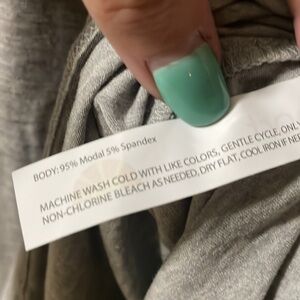 BODY: 95% Modal 5% Spandex
MACHINE WASH COLD WITH LIKE COLORS, GENTLE CYCLE, ONLY
NON-CHLORINE BLEACH AS NEEDED, DRY FLAT, COOL IRON IF